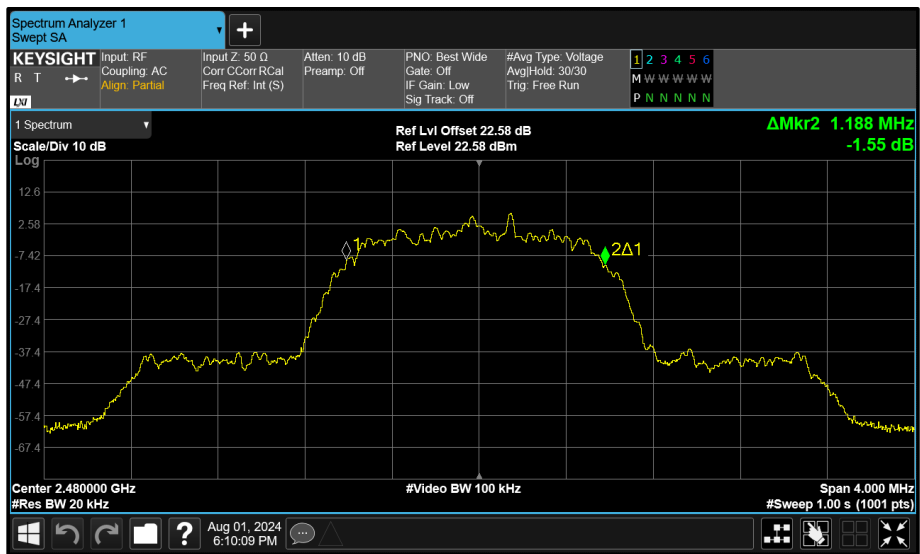 Spectrum Analyzer 1
Swept SA
KEYSIGHT
R T
LXI
Input: RF
Coupling: AC
Align: Partial
Input Z: 50 Ω
Corr CCorr RCal
Freq Ref: Int (S)
Atten: 10 dB
Preamp: Off
PNO: Best Wide
Gate: Off
IF Gain: Low
Sig Track: Off
#Avg Type: Voltage
Avg|Hold: 30/30
Trig: Free Run
1 2 3 4 5 6
M W W W W W
P N N N N N
1 Spectrum
Scale/Div 10 dB
Ref Lvl Offset 22.58 dB
Ref Level 22.58 dBm
ΔMkr2 1.188 MHz
-1.55 dB
Log
12.6
2.58
-7.42
-17.4
-27.4
-37.4
-47.4
-57.4
-67.4
1
2Δ1
Center 2.480000 GHz
#Video BW 100 kHz
Span 4.000 MHz
#Res BW 20 kHz
#Sweep 1.00 s (1001 pts)
?
Aug 01, 2024
6:10:09 PM